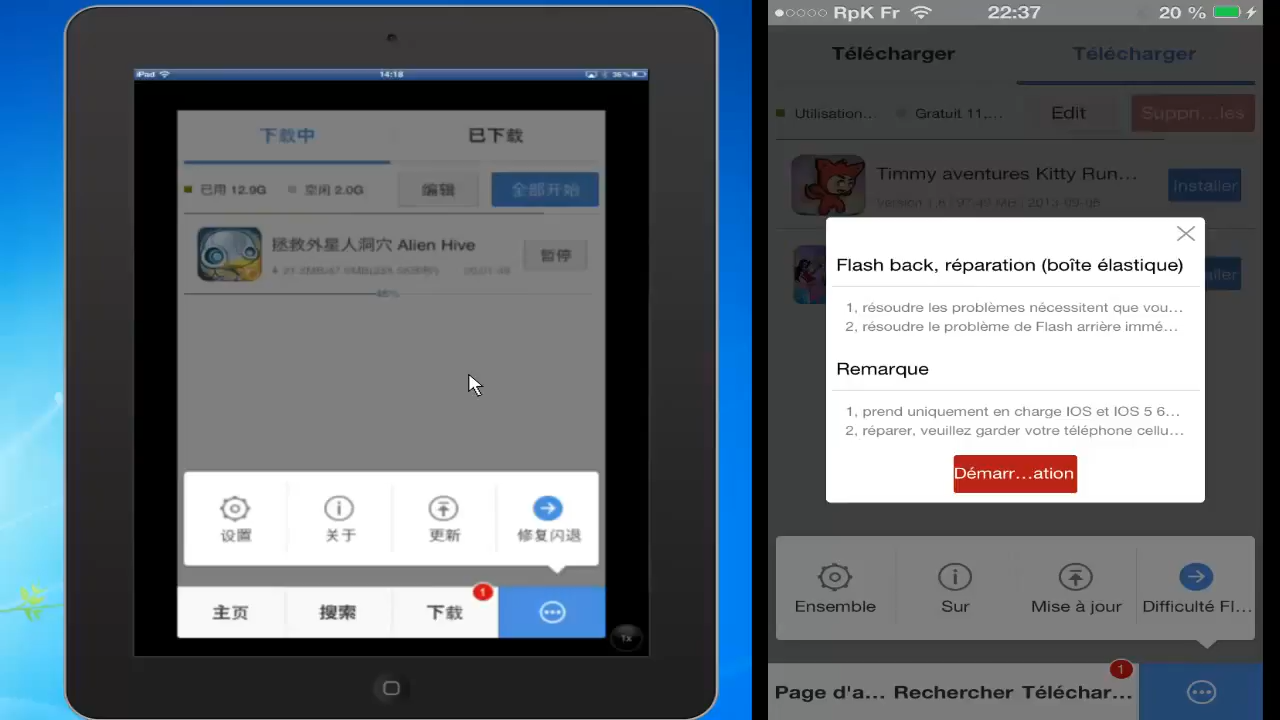 iPad
14:18
35 %
下载中
已下载
已用 12.9G
空闲 2.0G
编辑
全部开始
拯救外星人洞穴 Alien Hive
暂停
设置
关于
更新
修复闪退
主页
搜索
下载
1
1x
RpK Fr
22:37
20 %
Télécharger
Télécharger
Utilisation...
Gratuit 11,...
Edit
Suppn...les
Timmy aventures Kitty Run...
Installer
Flash back, réparation (boîte élastique)
1, résoudre les problèmes nécessitent que vou...
2, résoudre le problème de Flash arrière immé...
Remarque
1, prend uniquement en charge IOS et IOS 5 6...
2, réparer, veuillez garder votre téléphone cellu...
Démarr...ation
Ensemble
Sur
Mise à jour
Difficulté Fl...
Page d'a...
Rechercher
Téléchar...
1